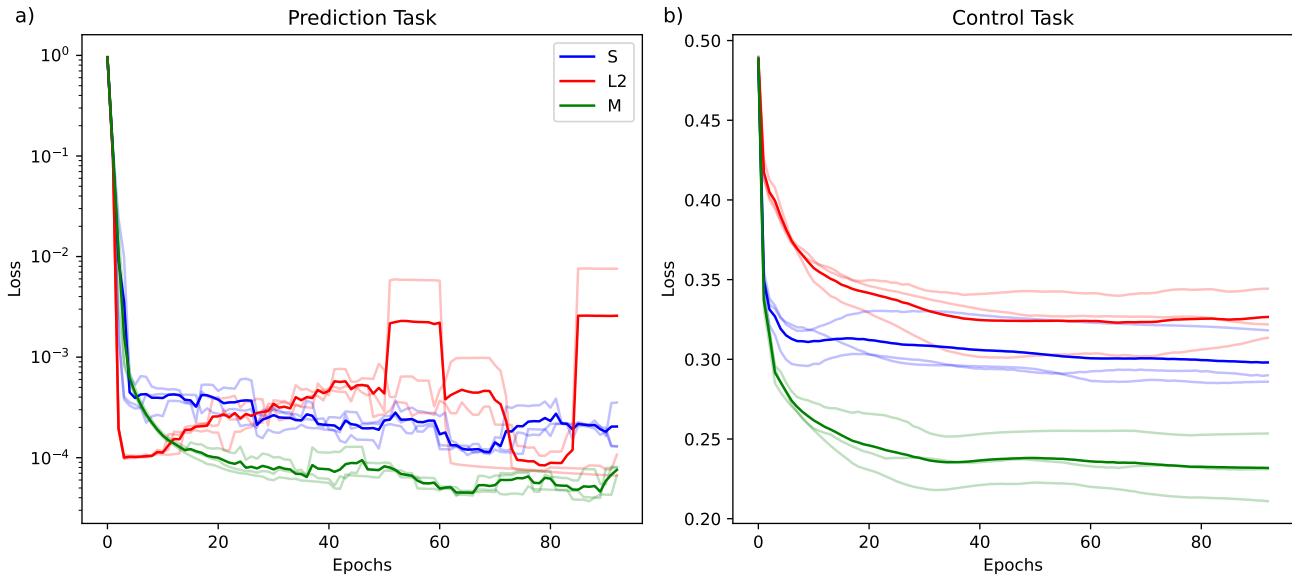 a)
Prediction Task
Loss
10⁰
10⁻¹
10⁻²
10⁻³
10⁻⁴
0 20 40 60 80
Epochs
S
L2
M
b)
Control Task
Loss
0.50
0.45
0.40
0.35
0.30
0.25
0.20
0 20 40 60 80
Epochs